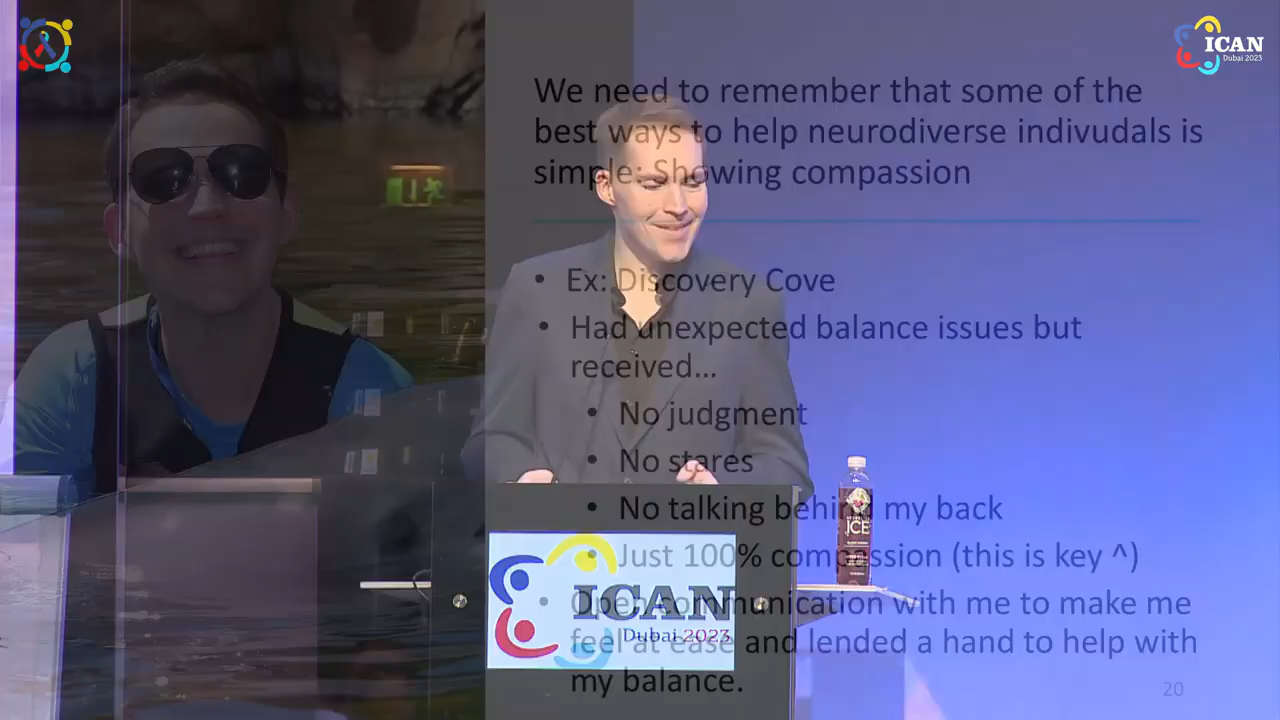 ICAN
Dubai 2023
We need to remember that some of the
best ways to help neurodiverse indivudals is
simple: Showing compassion
• Ex: Discovery Cove
• Had unexpected balance issues but
received...
• No judgment
• No stares
• No talking behind my back
• Just 100% compassion (this is key ^)
• Open communication with me to make me
feel at ease and lended a hand to help with
my balance.
ICE
ICAN
Dubai 2023
20